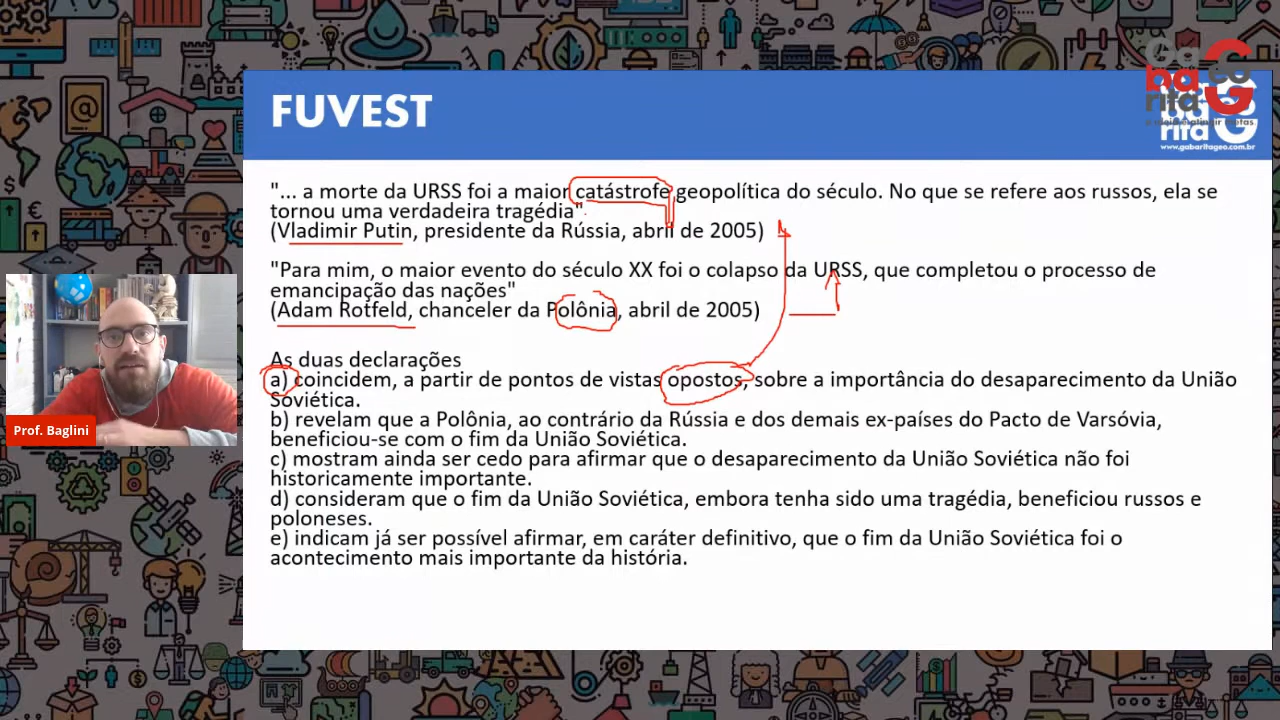 FUVEST
Ga
ba
rita
eo
www.gabaritageo.com.br
"... a morte da URSS foi a maior catástrofe geopolítica do século. No que se refere aos russos, ela se
tornou uma verdadeira tragédia"
(Vladimir Putin, presidente da Rússia, abril de 2005)
"Para mim, o maior evento do século XX foi o colapso da URSS, que completou o processo de
emancipação das nações"
(Adam Rotfeld, chanceler da Polônia, abril de 2005)
As duas declarações
a) coincidem, a partir de pontos de vistas opostos, sobre a importância do desaparecimento da União
Soviética.
b) revelam que a Polônia, ao contrário da Rússia e dos demais ex-países do Pacto de Varsóvia,
beneficiou-se com o fim da União Soviética.
c) mostram ainda ser cedo para afirmar que o desaparecimento da União Soviética não foi
historicamente importante.
d) consideram que o fim da União Soviética, embora tenha sido uma tragédia, beneficiou russos e
poloneses.
e) indicam já ser possível afirmar, em caráter definitivo, que o fim da União Soviética foi o
acontecimento mais importante da história.
Prof. Baglini